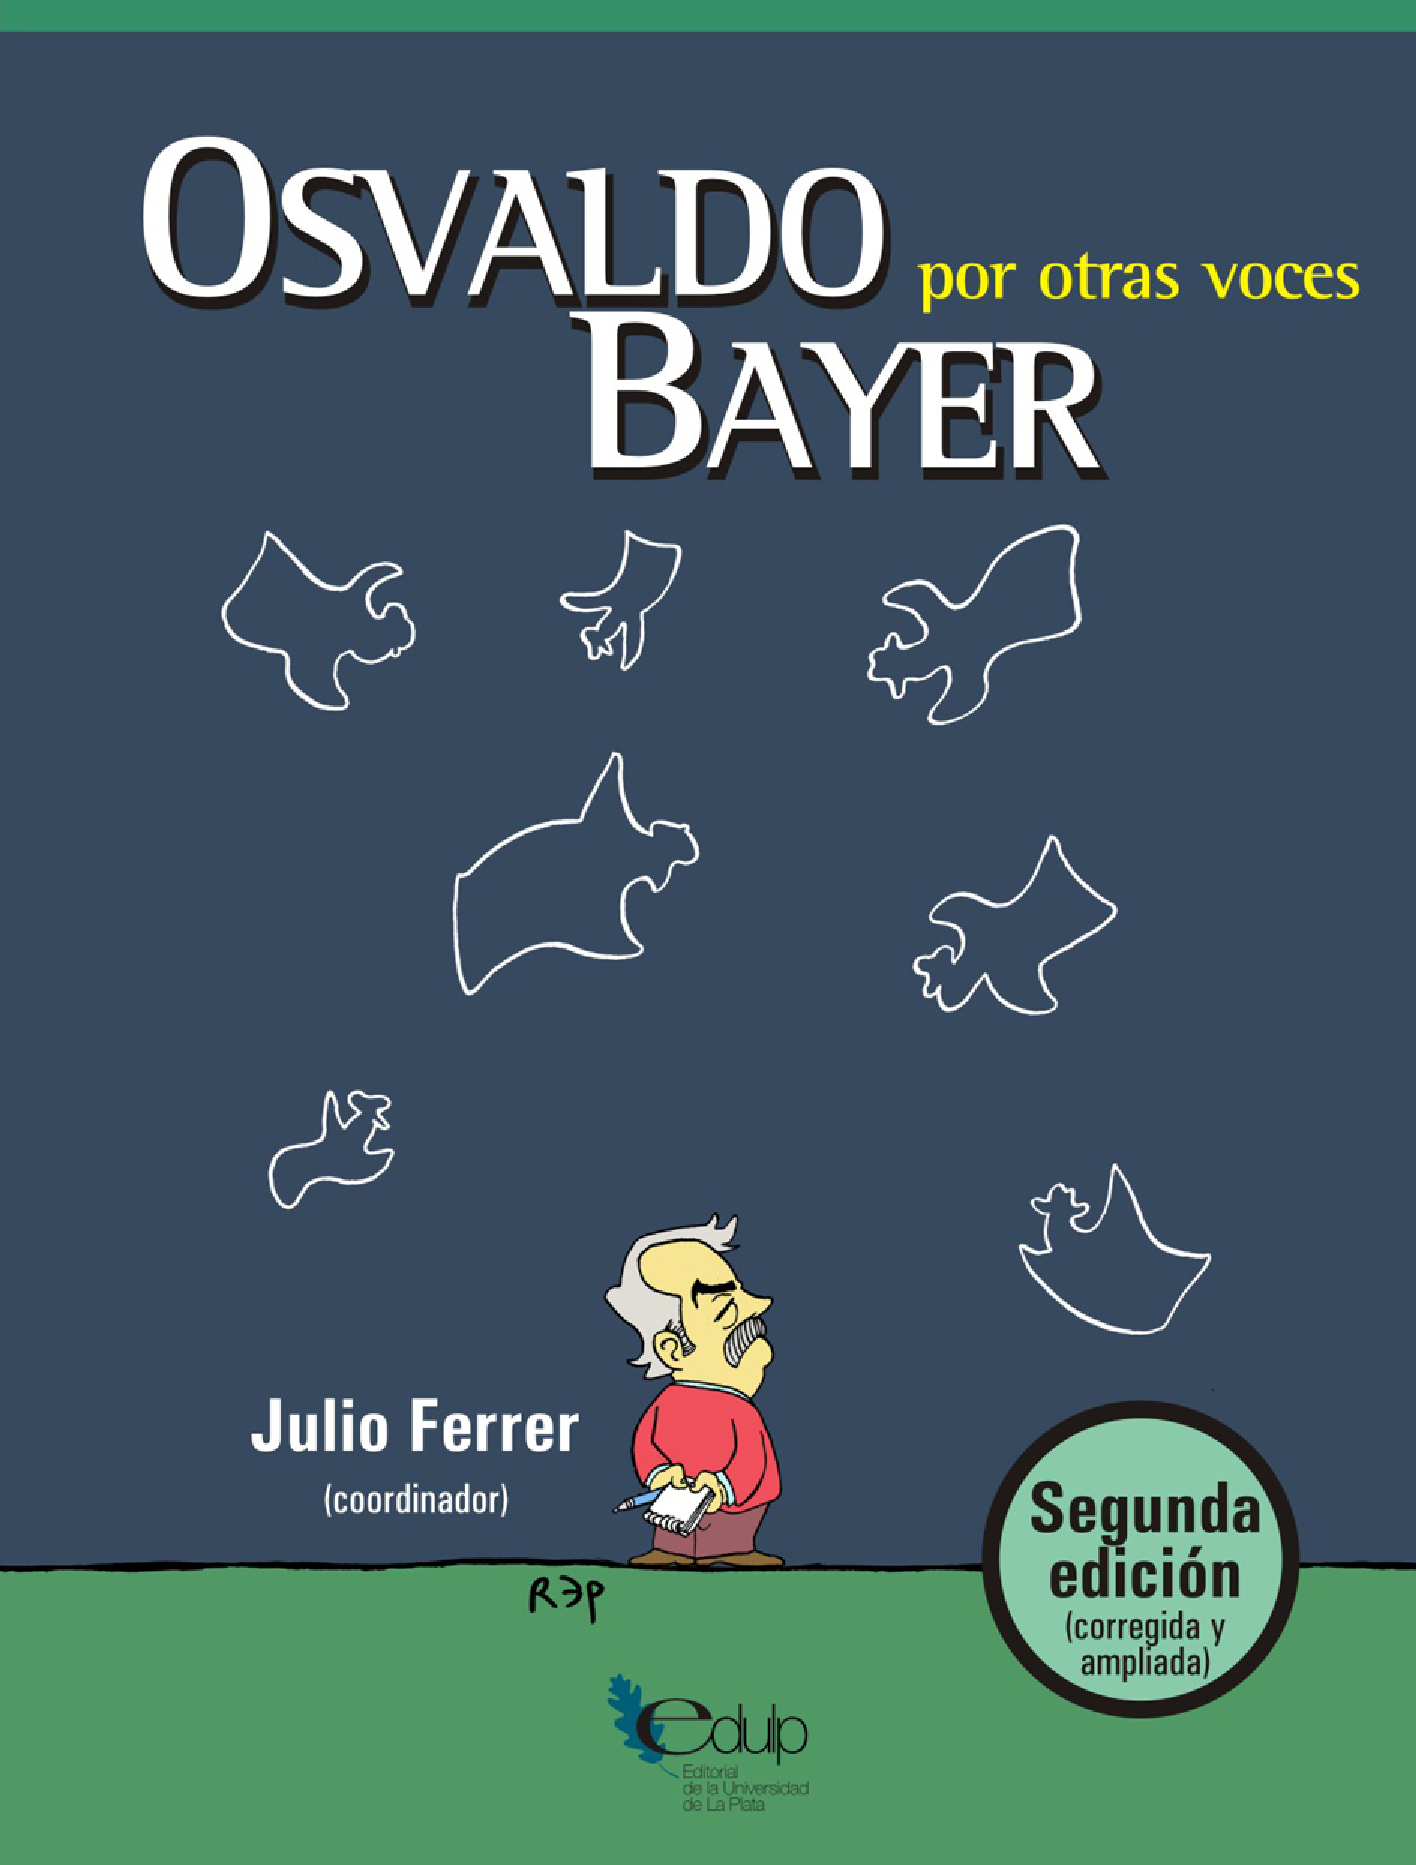 OSVALDO por otras voces
BAYER
Julio Ferrer
(coordinador)
Segunda
edición
(corregida y
ampliada)
Rep
edulp
Editorial
de la Universidad
de La Plata